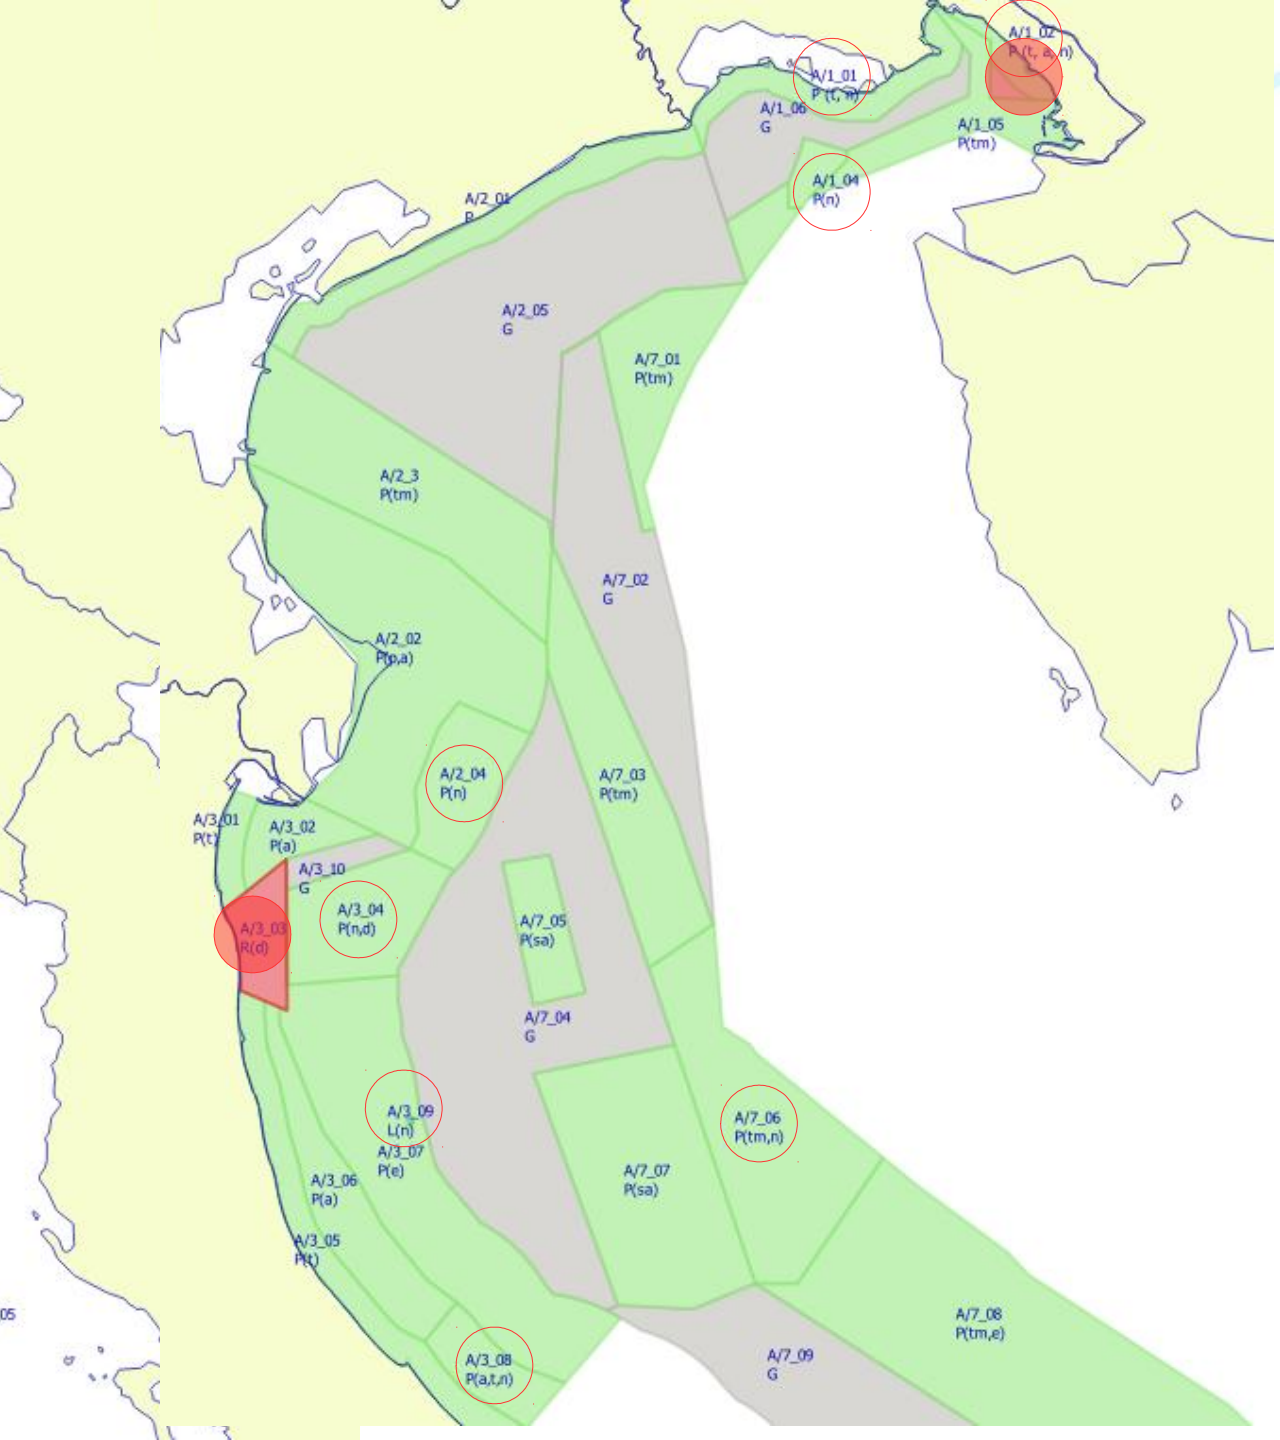 A/1_02
P (t, a, n)
A/1_01
P (t, n)
A/1_06
G
A/1_05
P(tm)
A/1_04
P(n)
A/2_01
P
A/2_05
G
A/7_01
P(tm)
A/2_3
P(tm)
A/7_02
G
A/2_02
P(p,a)
A/2_04
P(n)
A/7_03
P(tm)
A/3_01
P(t)
A/3_02
P(a)
A/3_10
G
A/3_04
P(n,d)
A/3_03
R(d)
A/7_05
P(sa)
A/7_04
G
A/3_09
L(n)
A/7_06
P(tm,n)
A/3_07
P(e)
A/3_06
P(a)
A/7_07
P(sa)
A/3_05
P(t)
05
A/7_08
P(tm,e)
A/3_08
P(a,t,n)
A/7_09
G